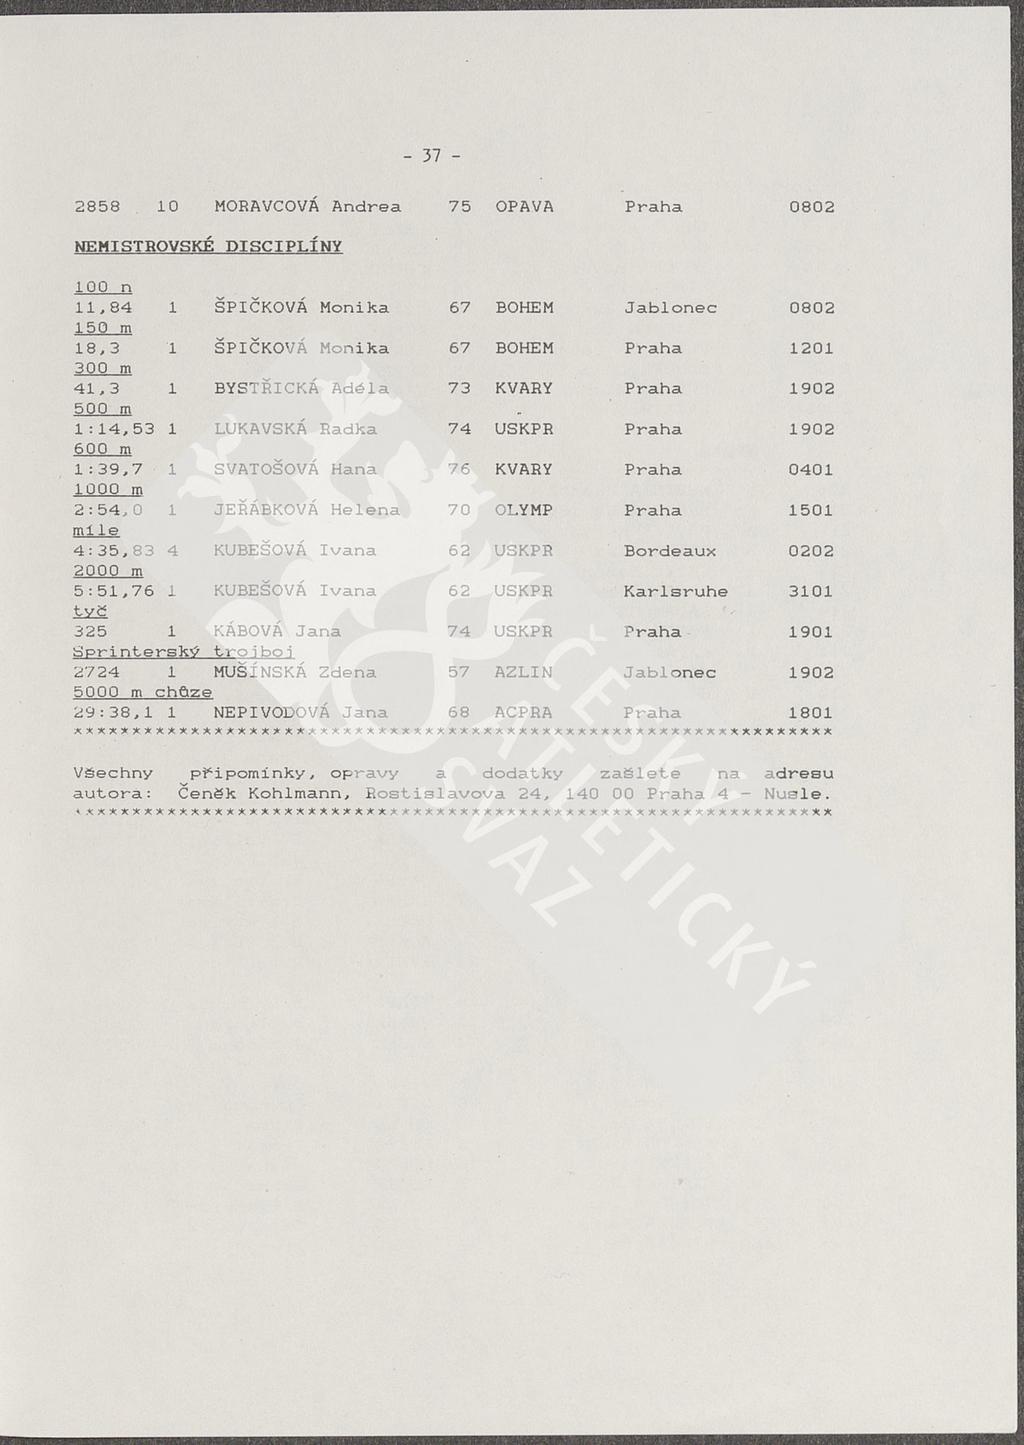 - 37 -
2858 10 MORAVCOVÁ Andrea 75 OPAVA Praha 0802
NEMISTROVSKÉ DISCIPLÍNY
100 n
11,84 1 ŠPIČKOVÁ Monika 67 BOHEM Jablonec 0802
150 m
18,3 1 ŠPIČKOVÁ Monika 67 BOHEM Praha 1201
300 m
41,3 1 BYSTŘICKÁ Adéla 73 KVARY Praha 1902
500 m
1:14,53 1 LUKAVSKÁ Radka 74 USKPR Praha 1902
600 m
1:39,7 1 SVATOŠOVÁ Hana 76 KVARY Praha 0401
1000 m
2:54,0 1 JEŘÁBKOVÁ Helena 70 OLYMP Praha 1501
míle
4:35,83 4 KUBEŠOVÁ Ivana 62 USKPR Bordeaux 0202
2000 m
5:51,76 1 KUBEŠOVÁ Ivana 62 USKPR Karlsruhe 3101
tyč
325 1 KÁBOVÁ Jana 74 USKPR Praha 1901
Sprinterský trojboj
2724 1 MUŠÍNSKÁ Zdena 57 AZLIN Jablonec 1902
5000 m chůze
29:38,1 1 NEPIVODOVÁ Jana 68 ACPRA Praha 1801
*****************************************************************
Všechny připomínky, opravy a dodatky zašlete na adresu
autora: Čeněk Kohlmann, Rostislavova 24, 140 00 Praha 4 - Nusle.
*****************************************************************
ČESKÝ
ATLETICKÝ
SVAZ